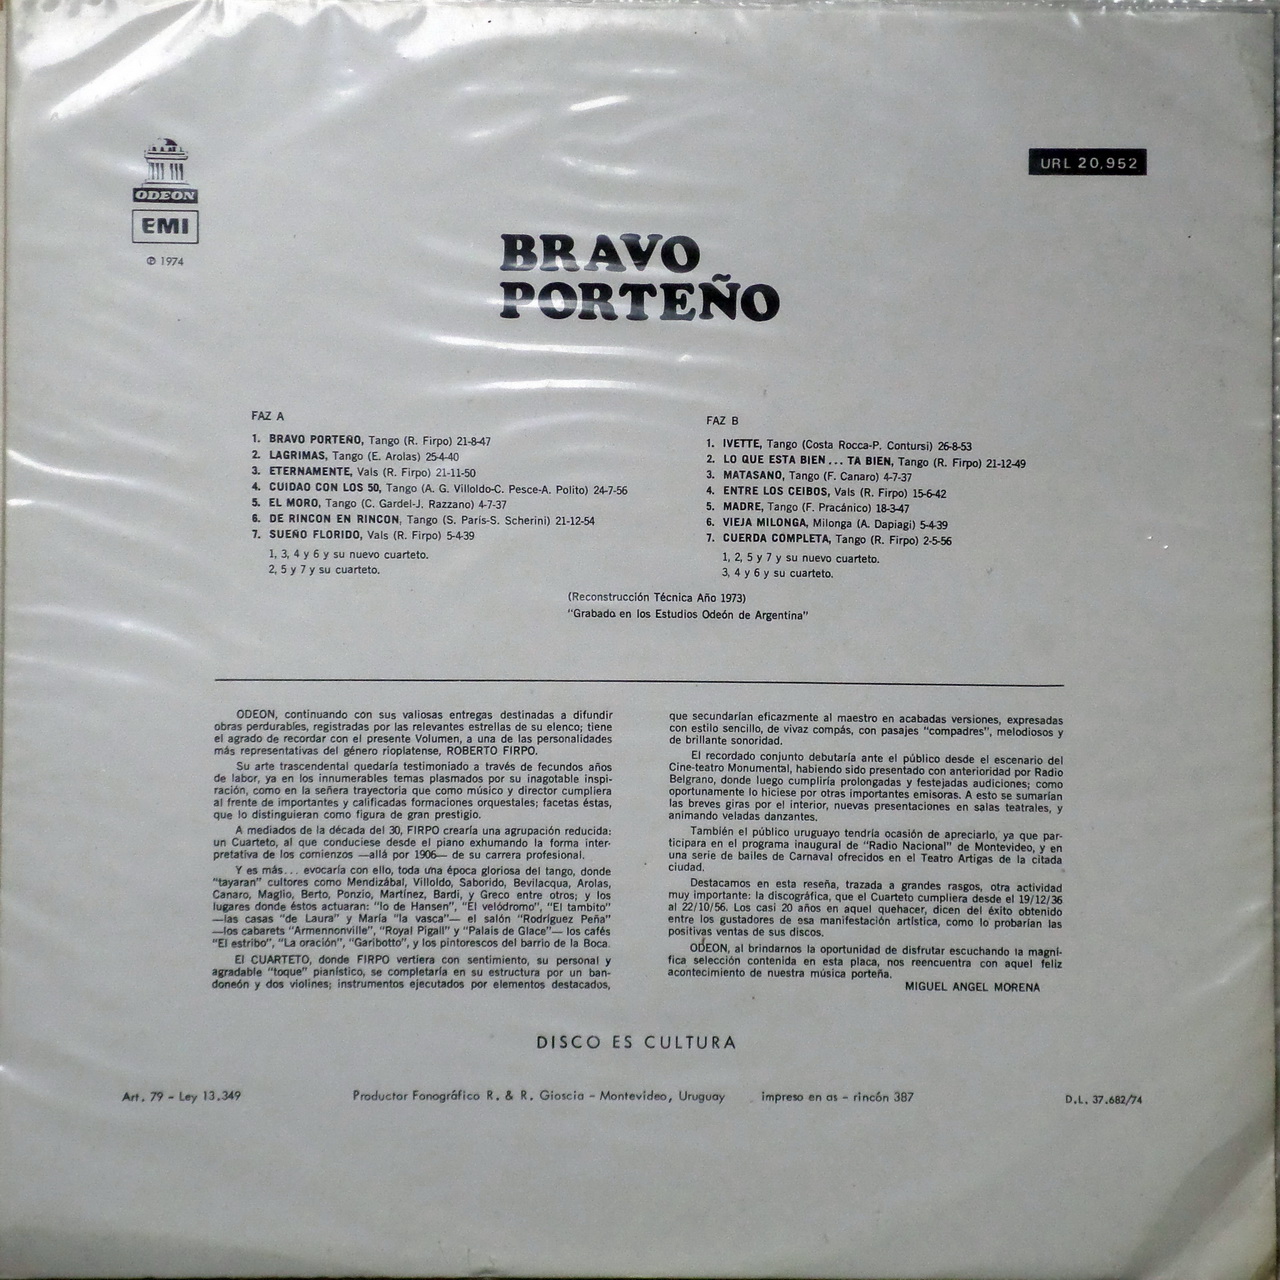 ODEON
EMI
℗ 1974
URL 20,952
BRAVO
PORTEÑO
FAZ A
1. BRAVO PORTEÑO, Tango (R. Firpo) 21-8-47
2. LAGRIMAS, Tango (E. Arolas) 25-4-40
3. ETERNAMENTE, Vals (R. Firpo) 21-11-50
4. CUIDAO CON LOS 50, Tango (A. G. Villoldo-C. Pesce-A. Polito) 24-7-56
5. EL MORO, Tango (C. Gardel-J. Razzano) 4-7-37
6. DE RINCON EN RINCON, Tango (S. París-S. Scherini) 21-12-54
7. SUEÑO FLORIDO, Vals (R. Firpo) 5-4-39
1, 3, 4 y 6 y su nuevo cuarteto.
2, 5 y 7 y su cuarteto.
FAZ B
1. IVETTE, Tango (Costa Rocca-P. Contursi) 26-8-53
2. LO QUE ESTA BIEN... TA BIEN, Tango (R. Firpo) 21-12-49
3. MATASANO, Tango (F. Canaro) 4-7-37
4. ENTRE LOS CEIBOS, Vals (R. Firpo) 15-6-42
5. MADRE, Tango (F. Pracánico) 18-3-47
6. VIEJA MILONGA, Milonga (A. Dapiagi) 5-4-39
7. CUERDA COMPLETA, Tango (R. Firpo) 2-5-56
1, 2, 5 y 7 y su nuevo cuarteto.
3, 4 y 6 y su cuarteto.
(Reconstrucción Técnica Año 1973)
"Grabado en los Estudios Odeón de Argentina"
ODEON, continuando con sus valiosas entregas destinadas a difundir
obras perdurables, registradas por las relevantes estrellas de su elenco; tiene
el agrado de recordar con el presente Volumen, a una de las personalidades
más representativas del género rioplatense, ROBERTO FIRPO.
Su arte trascendental quedaría testimoniado a través de fecundos años
de labor, ya en los innumerables temas plasmados por su inagotable inspi-
ración, como en la señera trayectoria que como músico y director cumpliera
al frente de importantes y calificadas formaciones orquestales; facetas éstas,
que lo distinguieran como figura de gran prestigio.
A mediados de la década del 30, FIRPO crearía una agrupación reducida:
un Cuarteto, al que conduciese desde el piano exhumando la forma inter-
pretativa de los comienzos —allá por 1906— de su carrera profesional.
Y es más... evocaría con ello, toda una época gloriosa del tango, donde
"tayaran" cultores como Mendizábal, Villoldo, Saborido, Bevilacqua, Arolas,
Canaro, Maglio, Berto, Ponzio, Martínez, Bardi, y Greco entre otros; y los
lugares donde éstos actuaran: "lo de Hansen", "El velódromo", "El tambito"
—las casas "de Laura" y María "la vasca"— el salón "Rodríguez Peña"
—los cabarets "Armennonville", "Royal Pigall" y "Palais de Glace"— los cafés
"El estribo", "La oración", "Garibotto", y los pintorescos del barrio de la Boca.
El CUARTETO, donde FIRPO vertiera con sentimiento, su personal y
agradable "toque" pianístico, se completaría en su estructura por un ban-
doneón y dos violines; instrumentos ejecutados por elementos destacados,
que secundarían eficazmente al maestro en acabadas versiones, expresadas
con estilo sencillo, de vivaz compás, con pasajes "compadres", melodiosos y
de brillante sonoridad.
El recordado conjunto debutaría ante el público desde el escenario del
Cine-teatro Monumental, habiendo sido presentado con anterioridad por Radio
Belgrano, donde luego cumpliría prolongadas y festejadas audiciones; como
oportunamente lo hiciese por otras importantes emisoras. A esto se sumarían
las breves giras por el interior, nuevas presentaciones en salas teatrales, y
animando veladas danzantes.
También el público uruguayo tendría ocasión de apreciarlo, ya que par-
ticipara en el programa inaugural de "Radio Nacional" de Montevideo, y en
una serie de bailes de Carnaval ofrecidos en el Teatro Artigas de la citada
ciudad.
Destacamos en esta reseña, trazada a grandes rasgos, otra actividad
muy importante: la discográfica, que el Cuarteto cumpliera desde el 19/12/36
al 22/10/56. Los casi 20 años en aquel quehacer, dicen del éxito obtenido
entre los gustadores de esa manifestación artística, como lo probarían las
positivas ventas de sus discos.
ODEON, al brindarnos la oportunidad de disfrutar escuchando la magní-
fica selección contenida en esta placa, nos reencuentra con aquel feliz
acontecimiento de nuestra música porteña.
MIGUEL ANGEL MORENA
DISCO ES CULTURA
Art. 79 - Ley 13.349
Productor Fonográfico R. & R. Gioscia - Montevideo, Uruguay
impreso en as - rincón 387
D.L. 37.682/74